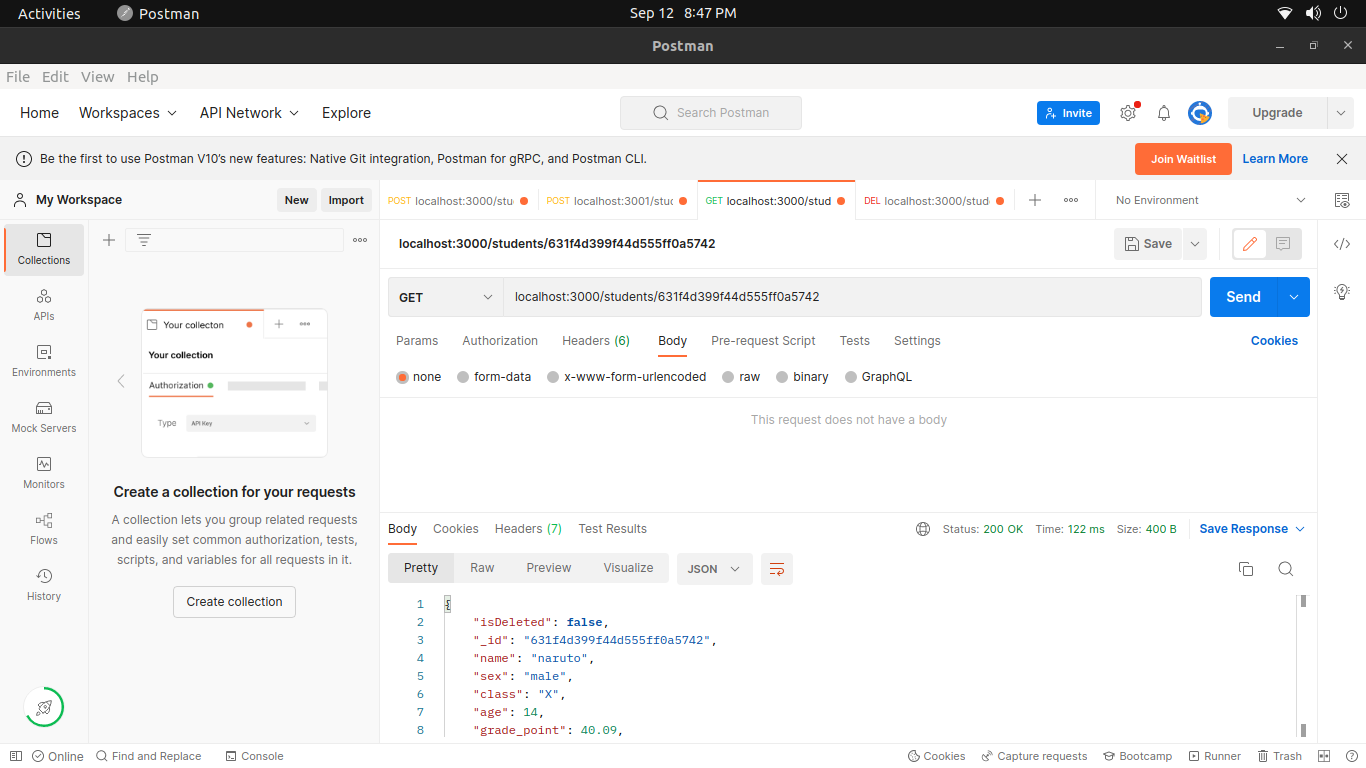 Activities Postman Sep 12 8:47 PM
Postman
File Edit View Help
Home Workspaces API Network Explore Search Postman Invite Upgrade
Be the first to use Postman V10's new features: Native Git integration, Postman for gRPC, and Postman CLI. Join Waitlist Learn More
My Workspace New Import POST localhost:3000/stud POST localhost:3001/stud GET localhost:3000/stud DEL localhost:3000/stud No Environment
Collections
APIs
Environments
Mock Servers
Monitors
Flows
History
Your collecton
Your collection
Authorization
Type API Key
Create a collection for your requests
A collection lets you group related requests
and easily set common authorization, tests,
scripts, and variables for all requests in it.
Create collection
localhost:3000/students/631f4d399f44d555ff0a5742 Save
GET localhost:3000/students/631f4d399f44d555ff0a5742 Send
Params Authorization Headers (6) Body Pre-request Script Tests Settings Cookies
none form-data x-www-form-urlencoded raw binary GraphQL
This request does not have a body
Body Cookies Headers (7) Test Results Status: 200 OK Time: 122 ms Size: 400 B Save Response
Pretty Raw Preview Visualize JSON
1 {
2 "isDeleted": false,
3 "_id": "631f4d399f44d555ff0a5742",
4 "name": "naruto",
5 "sex": "male",
6 "class": "X",
7 "age": 14,
8 "grade_point": 40.09,
Online Find and Replace Console Cookies Capture requests Bootcamp Runner Trash